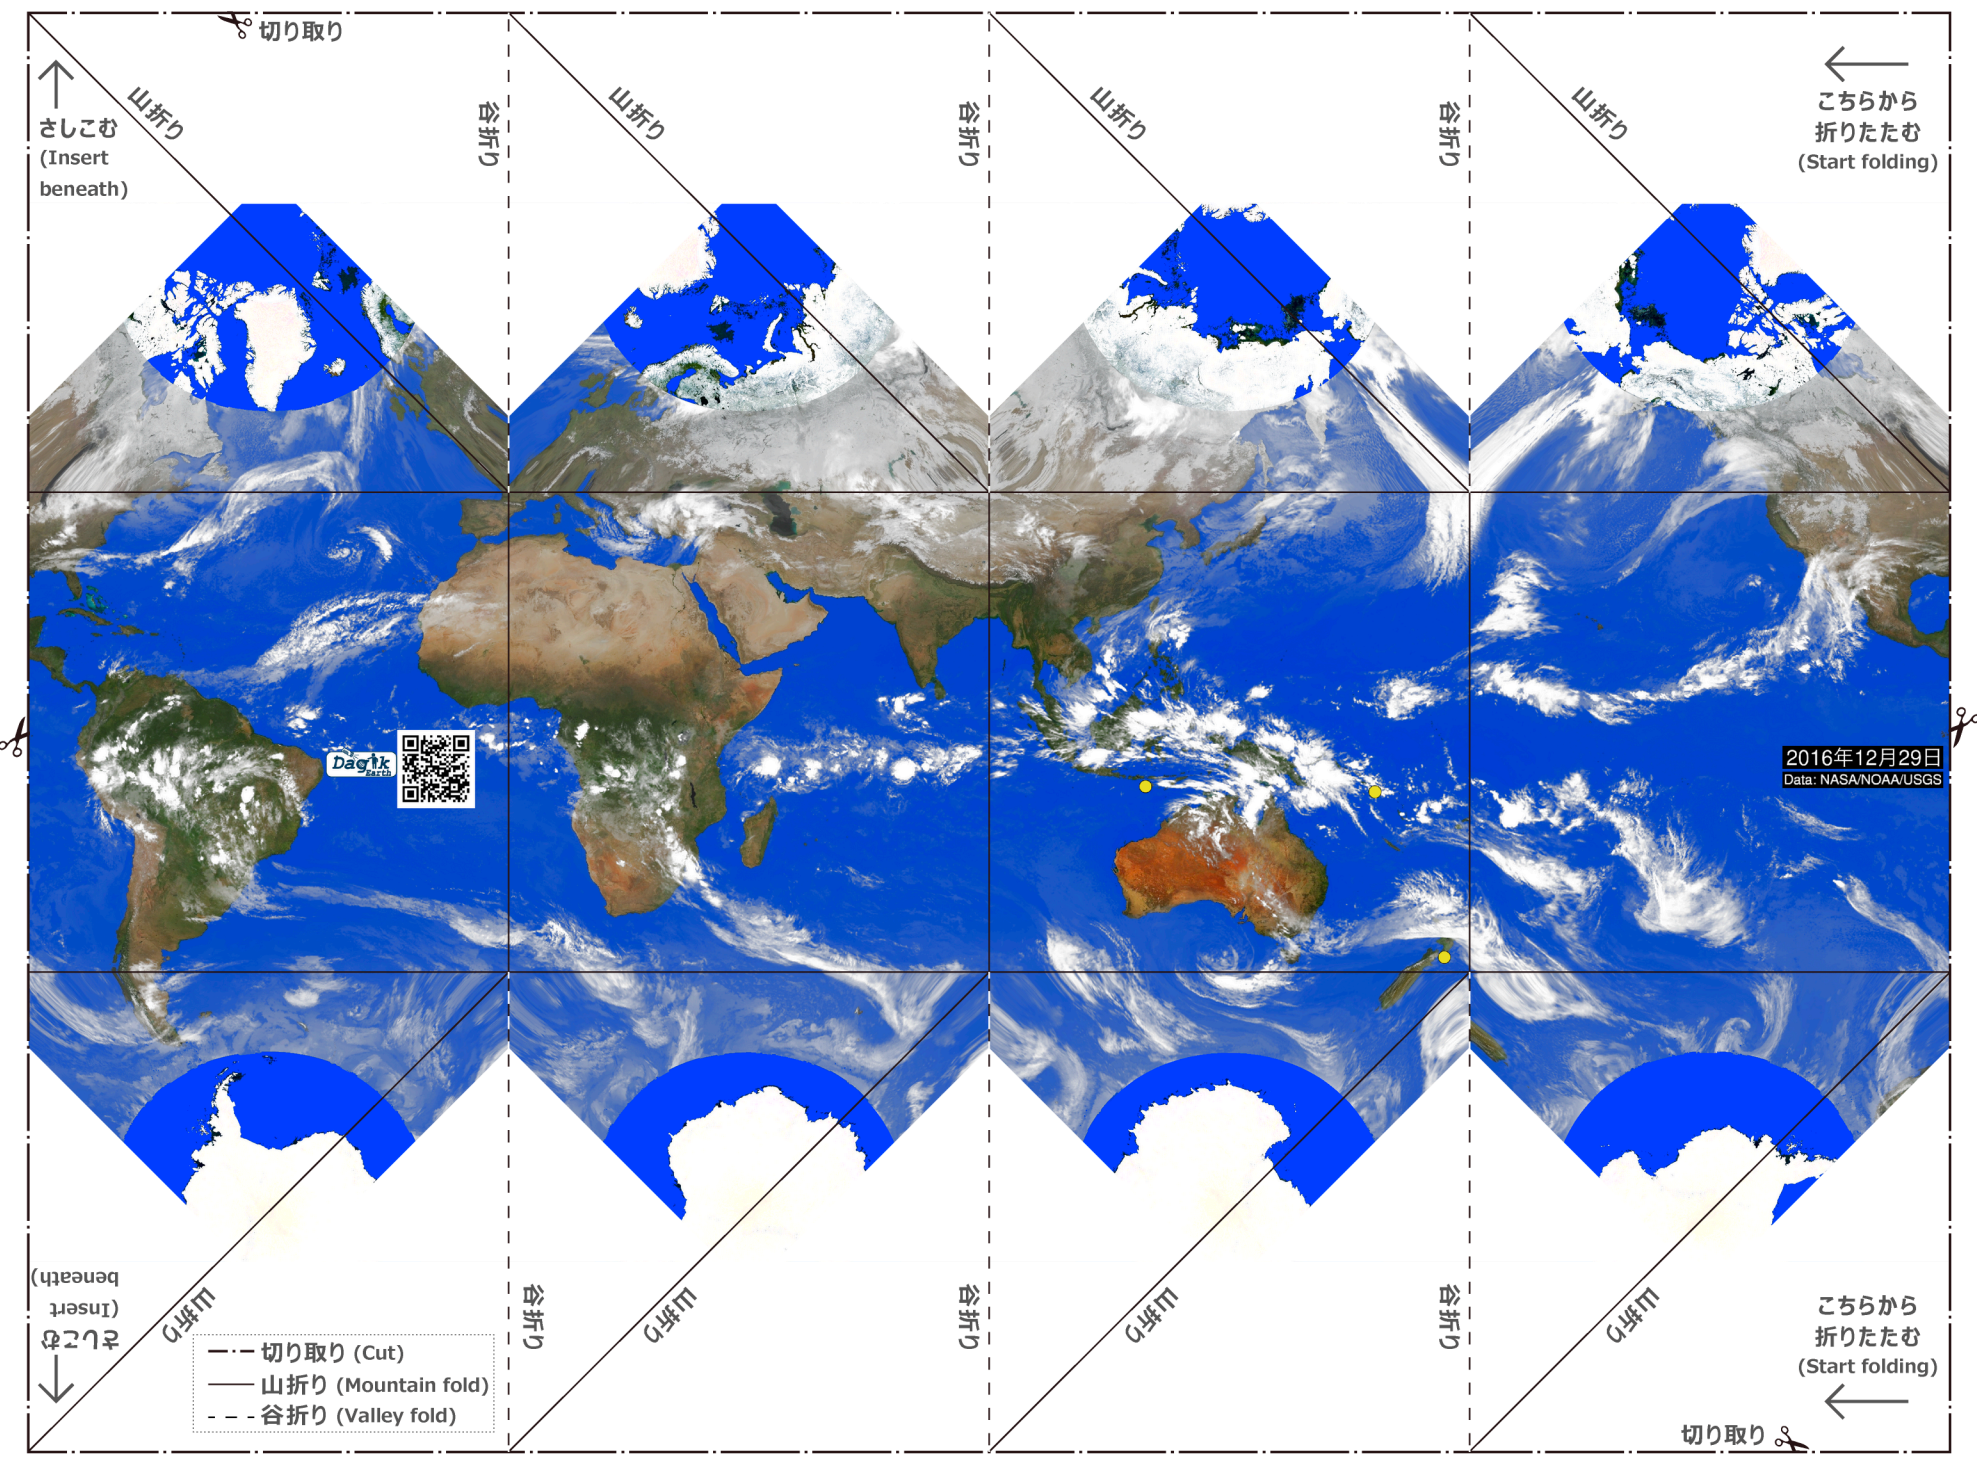 切り取り
山折り
谷折り
山折り
谷折り
山折り
谷折り
山折り
さしこむ
(Insert
beneath)
こちらから
折りたたむ
(Start folding)
Dagik
Earth
2016年12月29日
Data: NASA/NOAA/USGS
さしこむ
(Insert
beneath)
山折り
谷折り
山折り
谷折り
山折り
谷折り
山折り
こちらから
折りたたむ
(Start folding)
切り取り (Cut)
山折り (Mountain fold)
谷折り (Valley fold)
切り取り